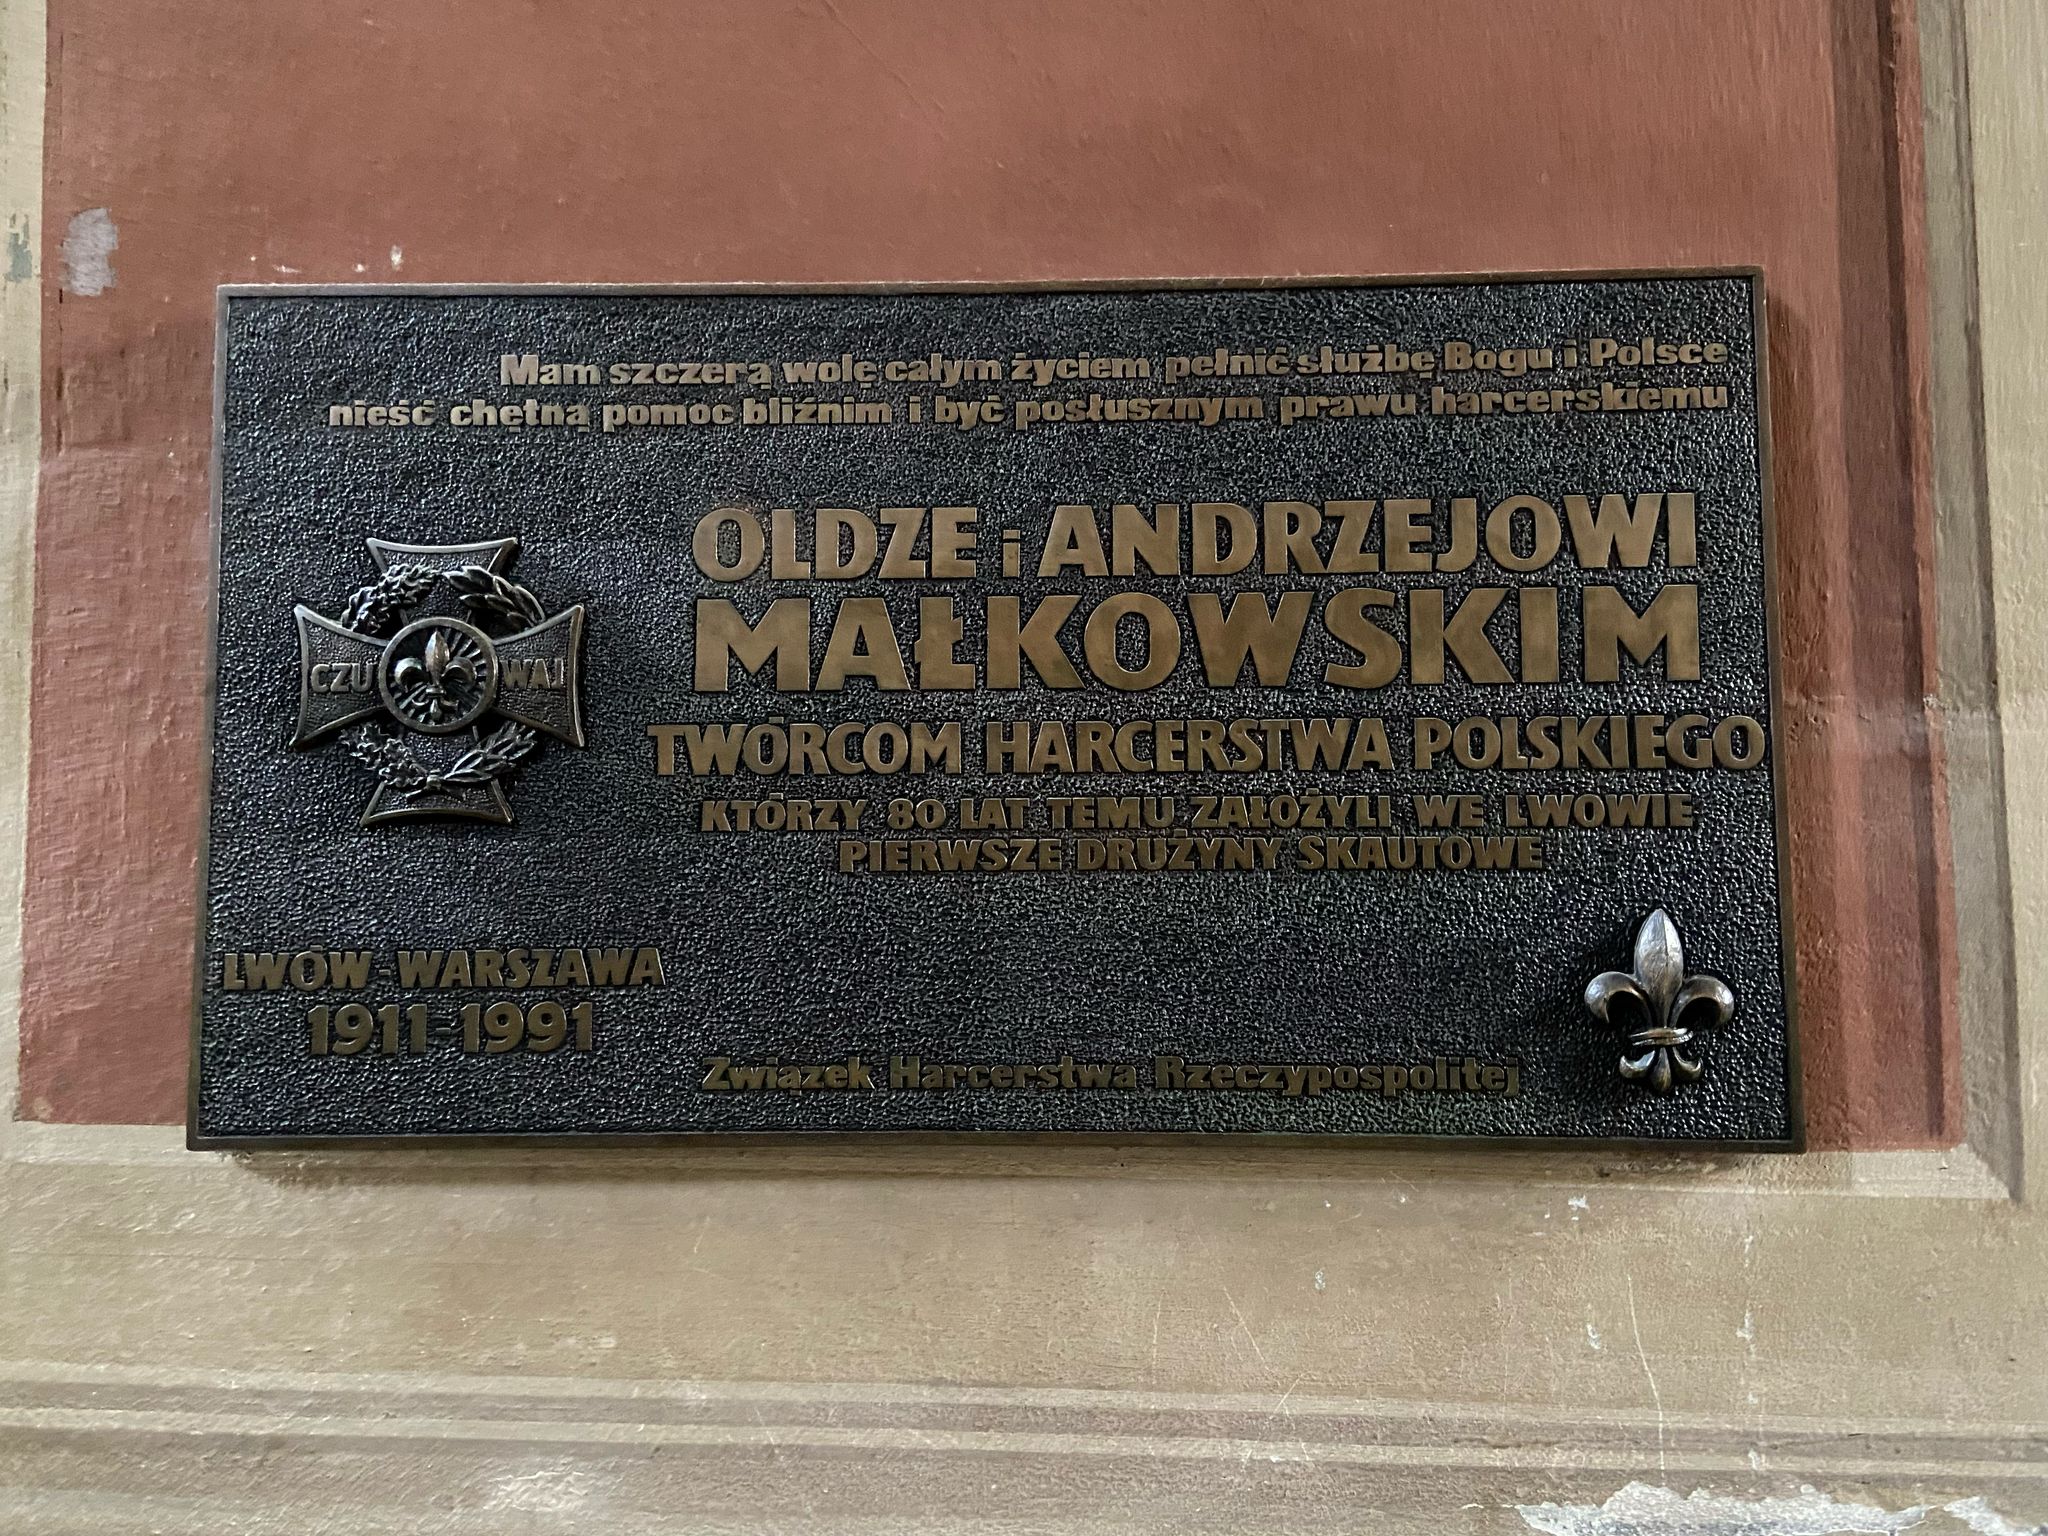 Mam szczerą wolę całym życiem pełnić służbę Bogu i Polsce
nieść chętną pomoc bliźnim i być posłusznym prawu harcerskiemu
OLDZE i ANDRZEJOWI
MAŁKOWSKIM
TWÓRCOM HARCERSTWA POLSKIEGO
KTÓRZY 80 LAT TEMU ZAŁOŻYLI WE LWOWIE
PIERWSZE DRUŻYNY SKAUTOWE
CZU WAJ
LWÓW-WARSZAWA
1911-1991
Związek Harcerstwa Rzeczypospolitej